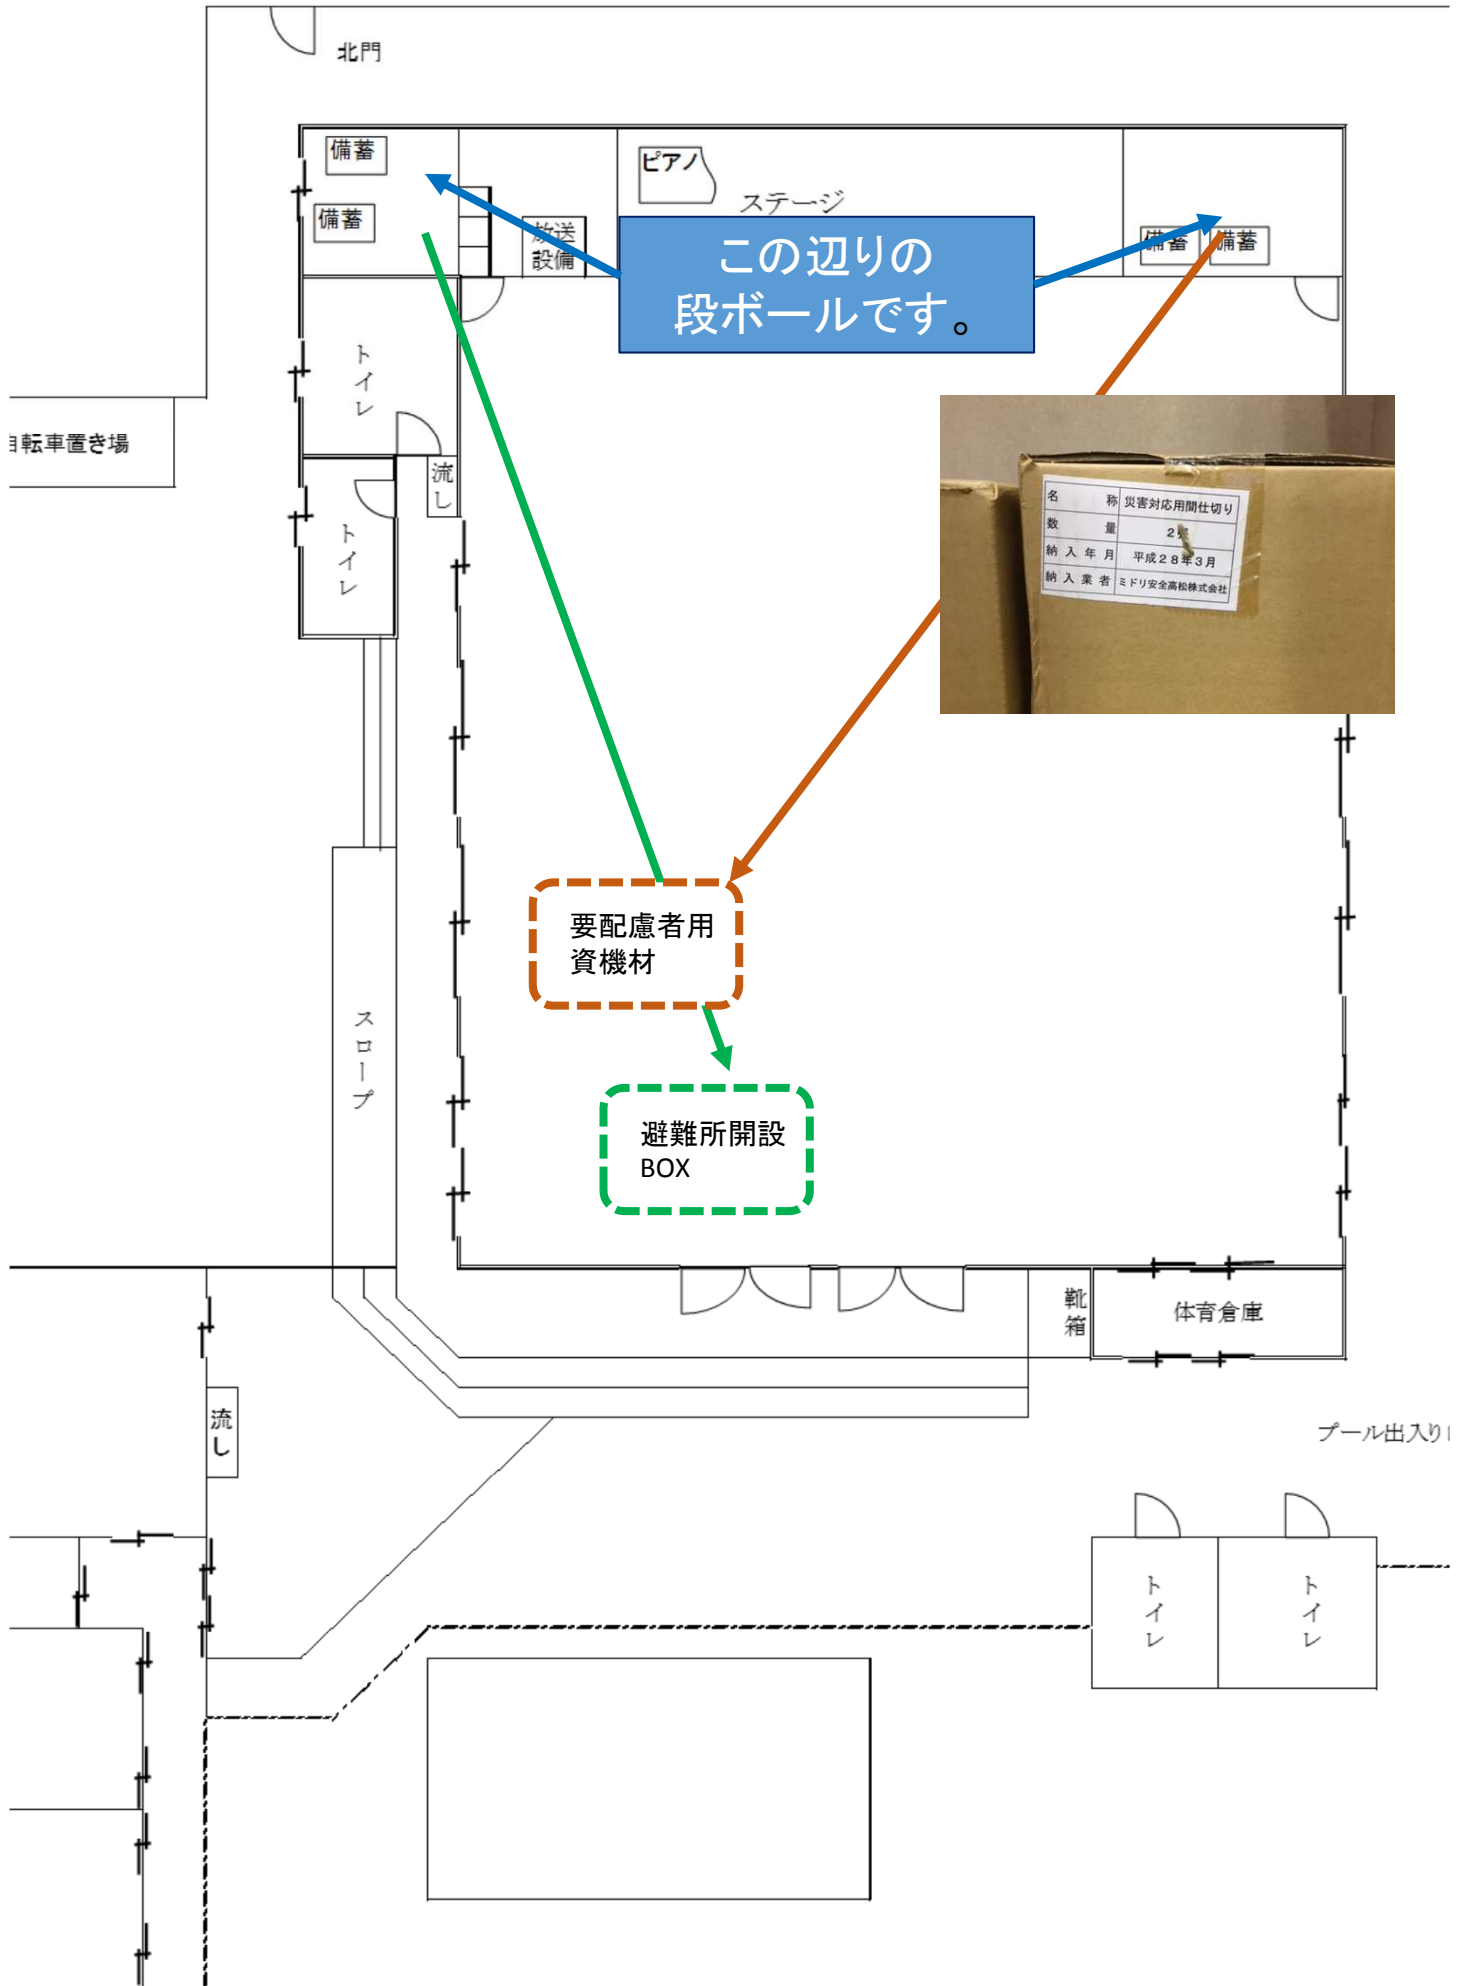 北門
備蓄
備蓄
放送
設備
ピアノ
ステージ
備蓄
備蓄
この辺りの
段ボールです。
トイレ
自転車置き場
流し
トイレ
名称 災害対応用間仕切り
数量 2
納入年月 平成28年3月
納入業者 ミドリ安全高松株式会社
要配慮者用
資機材
スロープ
避難所開設
BOX
靴箱
体育倉庫
流し
プール出入り
トイレ
トイレ